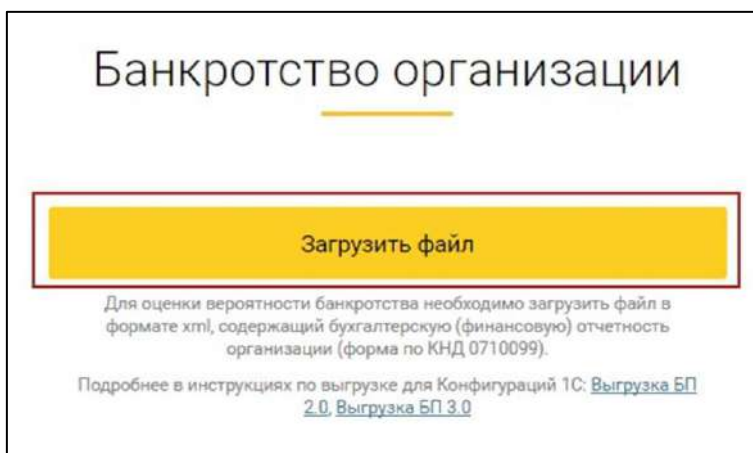 Банкротство организации
Загрузить файл
Для оценки вероятности банкротства необходимо загрузить файл в
формате xml, содержащий бухгалтерскую (финансовую) отчетность
организации (форма по КНД 0710099).
Подробнее в инструкциях по выгрузке для Конфигураций 1С: Выгрузка БП
2.0, Выгрузка БП 3.0